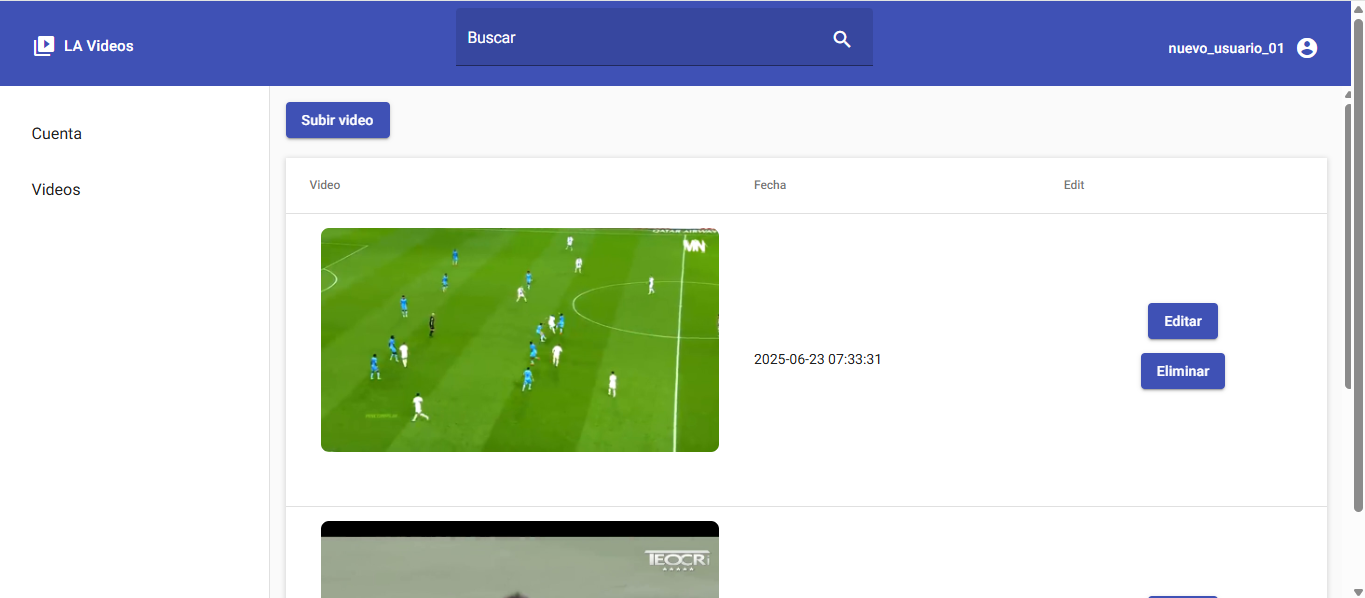 LA Videos
Buscar
nuevo_usuario_01
Cuenta
Videos
Subir video
Video Fecha Edit
MN
2025-06-23 07:33:31
Editar
Eliminar
TEOCRi